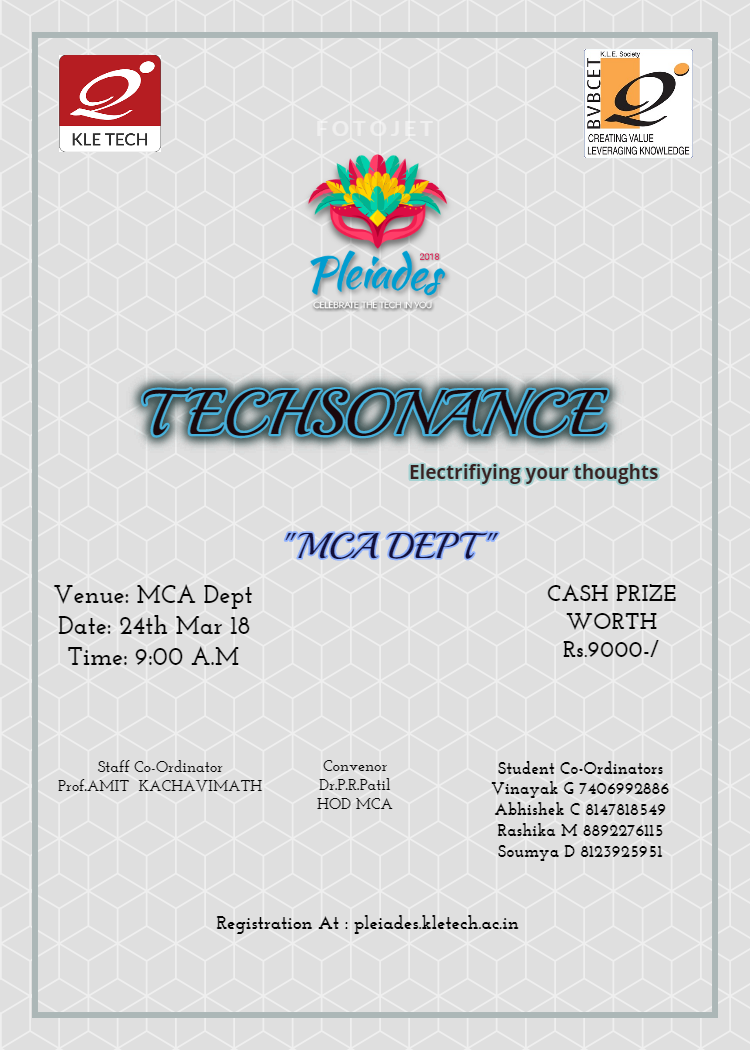 KLE TECH
K.L.E. Society
BVBCET
CREATING VALUE
LEVERAGING KNOWLEDGE
FOTOJET
2018
Pleiades
CELEBRATE THE TECH IN YOU
TECHSONANCE
Electrifiying your thoughts
"MCA DEPT"
Venue: MCA Dept
Date: 24th Mar 18
Time: 9:00 A.M
CASH PRIZE
WORTH
Rs.9000-/
Staff Co-Ordinator
Prof.AMIT KACHAVIMATH
Convenor
Dr.P.R.Patil
HOD MCA
Student Co-Ordinators
Vinayak G 7406992886
Abhishek C 8147818549
Rashika M 8892276115
Soumya D 8123925951
Registration At : pleiades.kletech.ac.in